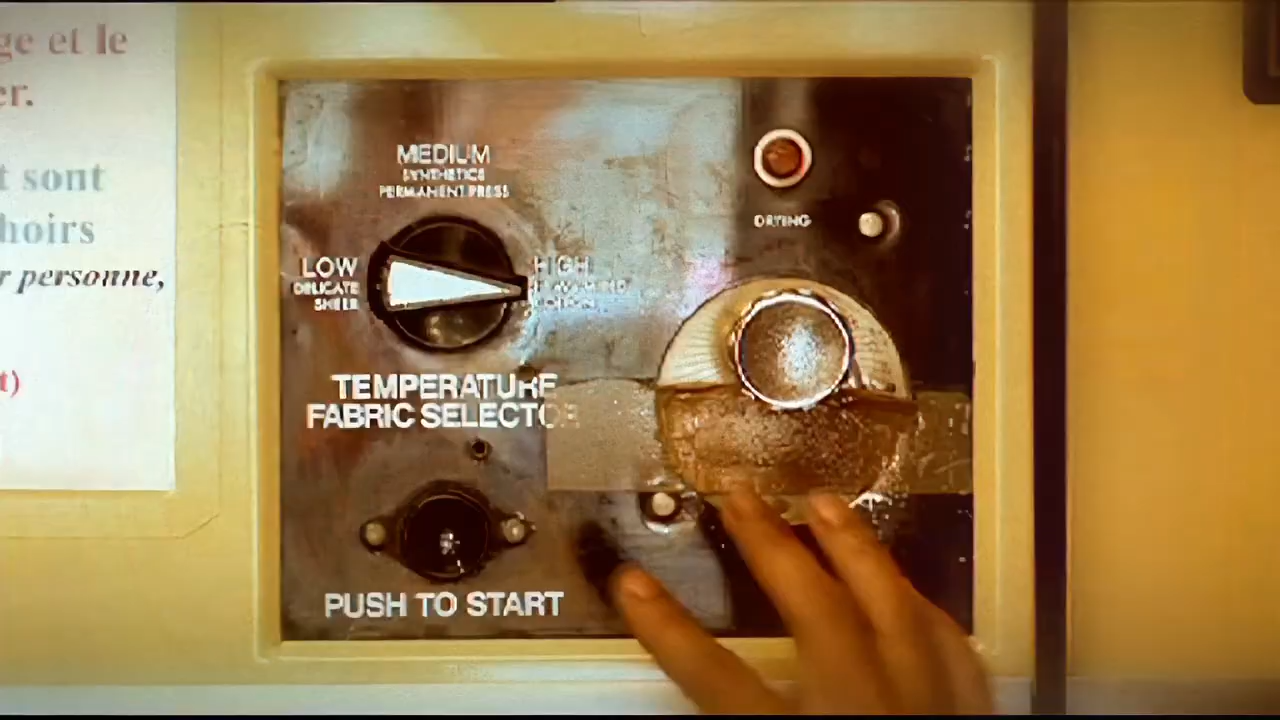 ge et le
er.
t sont
hoirs
r personne,
t)
MEDIUM
SYNTHETICS
PERMANENT PRESS
LOW
DELICATE
SHEER
HIGH
TEMPERATURE
FABRIC SELECTOR
PUSH TO START
DRYING